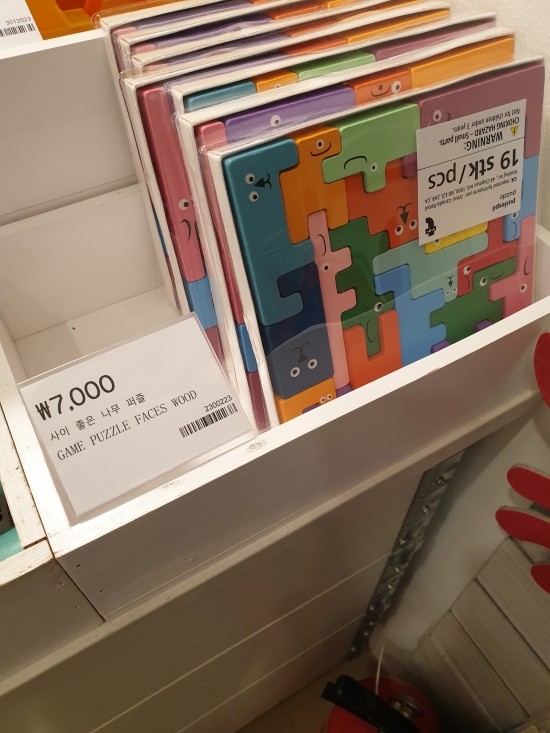 3012523
₩7,000
사이 좋은 나무 퍼즐
GAME PUZZLE FACES WOOD
2300223
puslespil
puzzle
19 stk/pcs
WARNING:
CHOKING HAZARD – Small parts.
Not for children under 3 years.